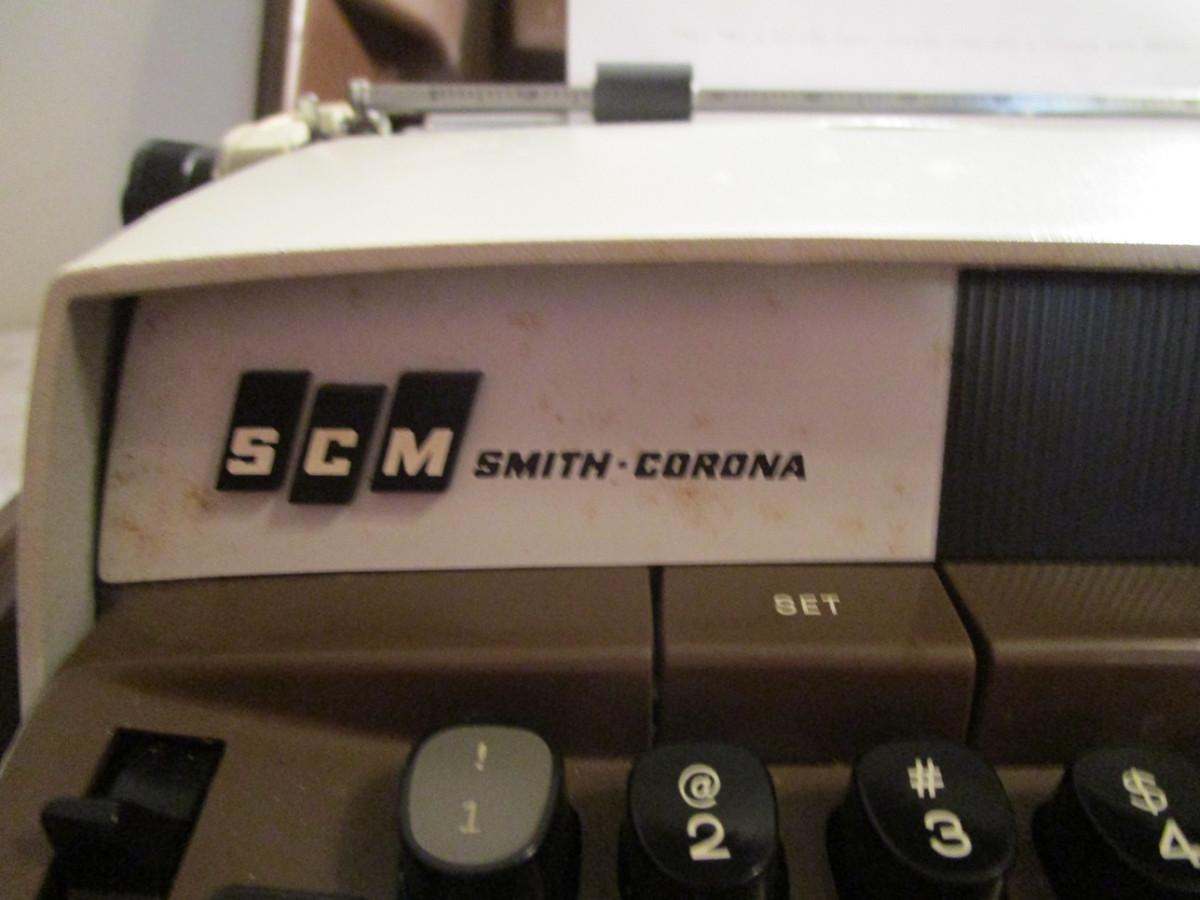 SCM SMITH·CORONA
SET
! @ # $
1 2 3 4